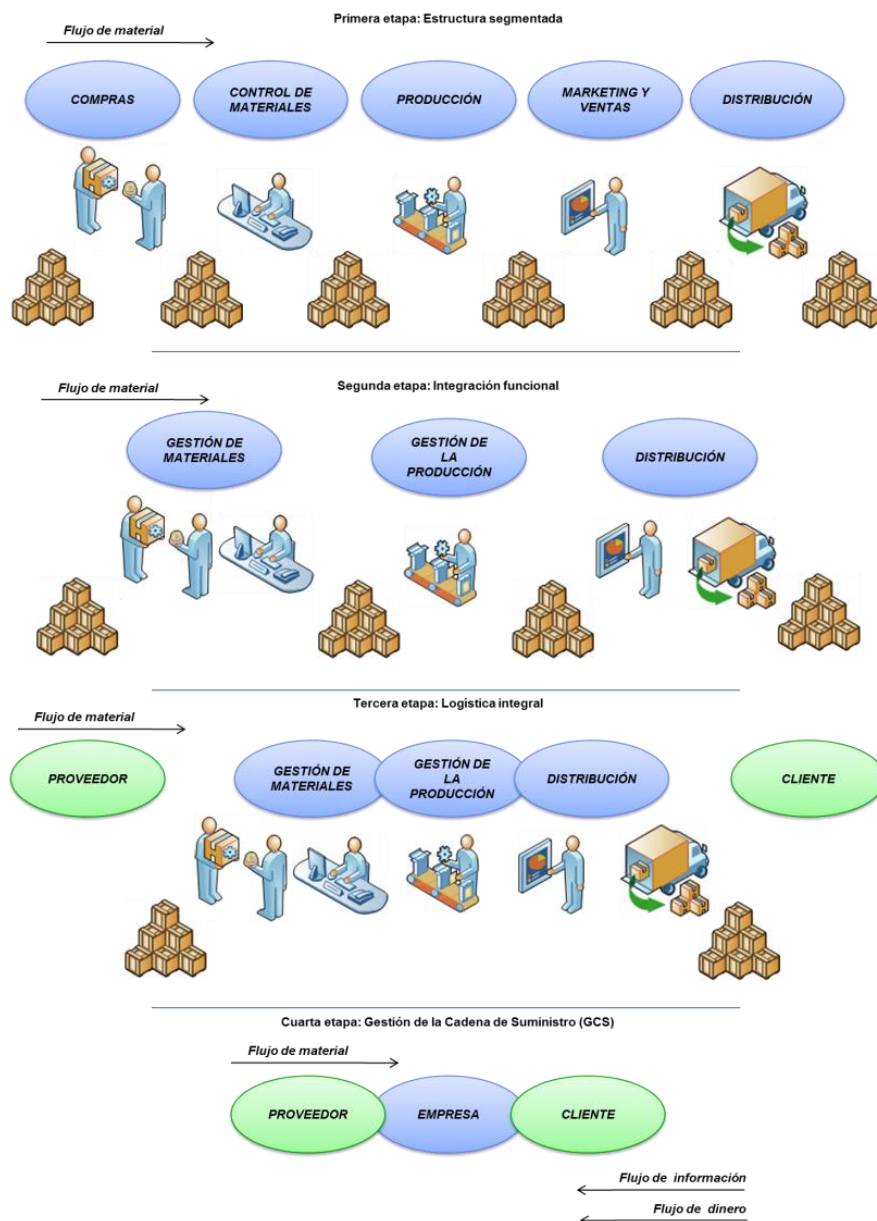 Primera etapa: Estructura segmentada
Flujo de material
COMPRAS
CONTROL DE
MATERIALES
PRODUCCIÓN
MARKETING Y
VENTAS
DISTRIBUCIÓN
Segunda etapa: Integración funcional
Flujo de material
GESTIÓN DE
MATERIALES
GESTIÓN DE
LA
PRODUCCIÓN
DISTRIBUCIÓN
Tercera etapa: Logistica integral
Flujo de material
PROVEEDOR
GESTIÓN DE
MATERIALES
GESTIÓN DE
LA
PRODUCCIÓN
DISTRIBUCIÓN
CLIENTE
Cuarta etapa: Gestión de la Cadena de Suministro (GCS)
Flujo de material
PROVEEDOR
EMPRESA
CLIENTE
Flujo de información
Flujo de dinero